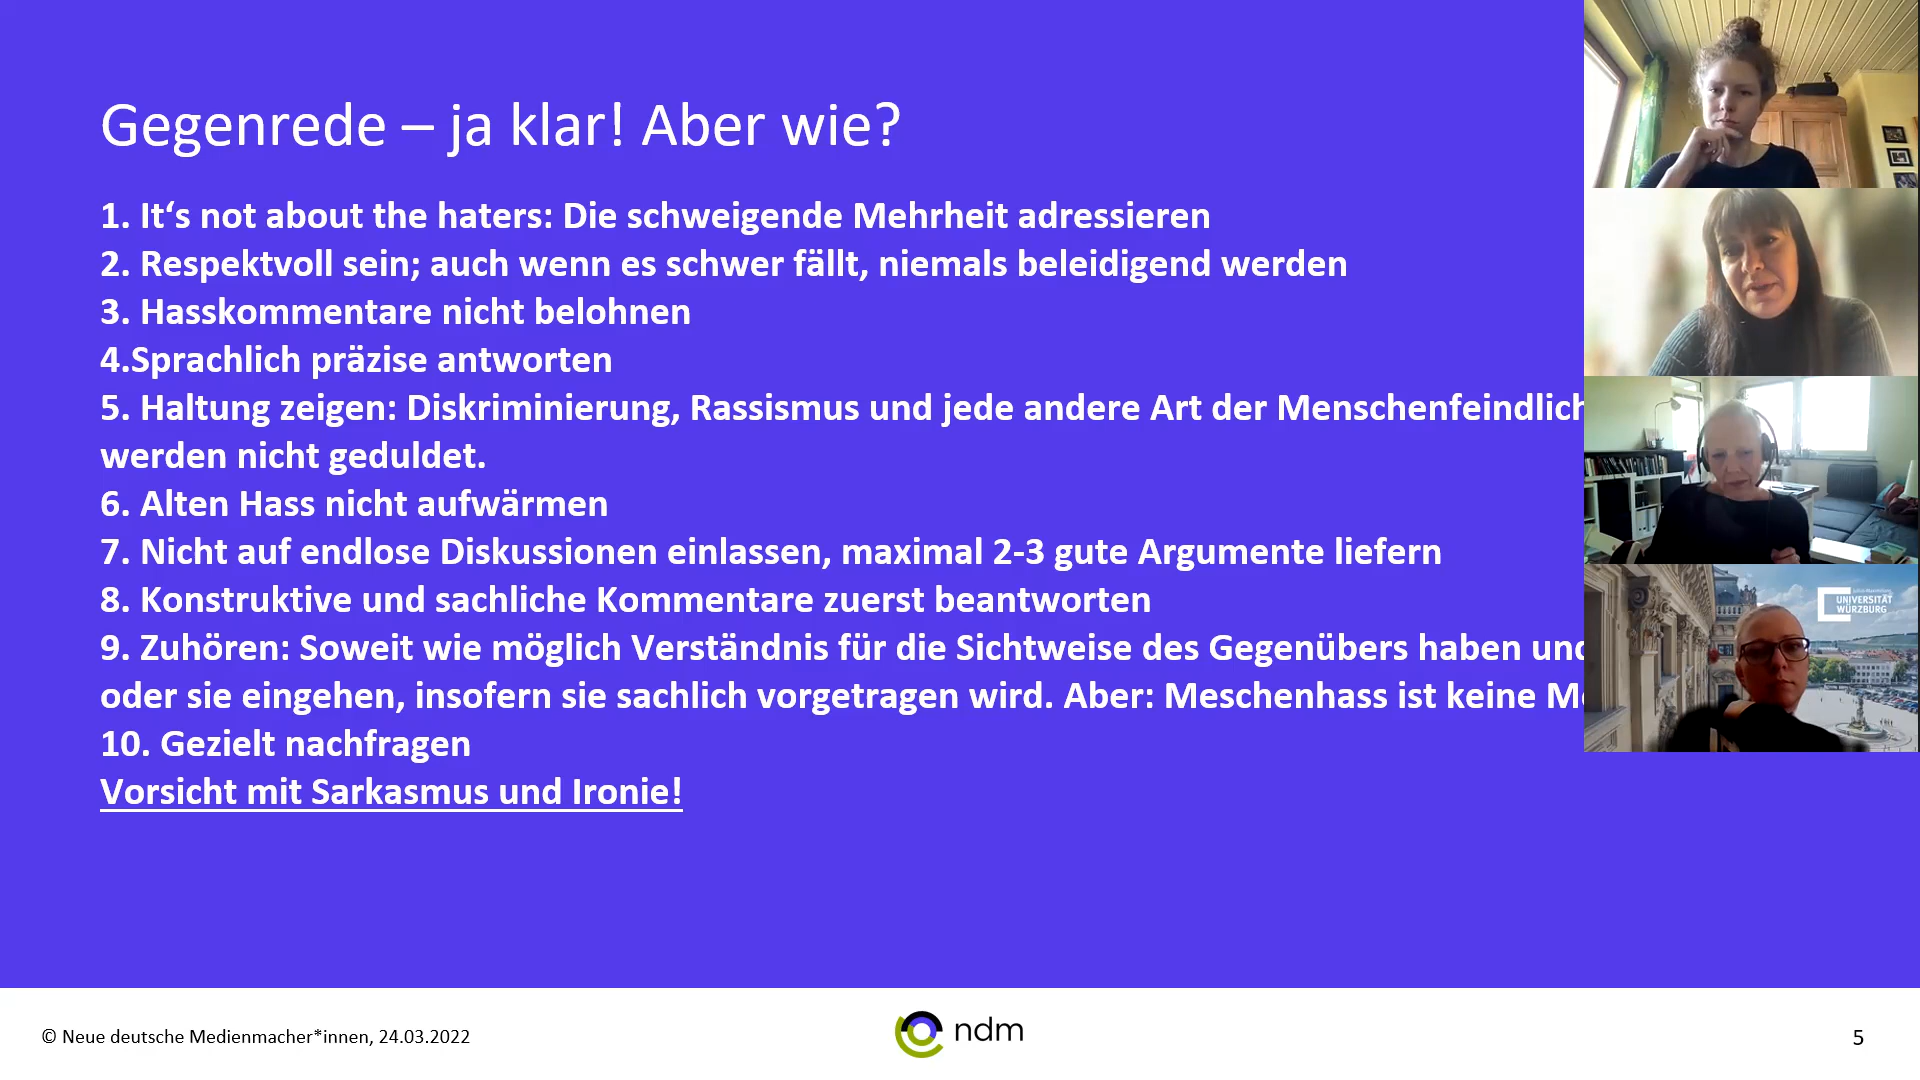 Gegenrede – ja klar! Aber wie?
1. It‘s not about the haters: Die schweigende Mehrheit adressieren
2. Respektvoll sein; auch wenn es schwer fällt, niemals beleidigend werden
3. Hasskommentare nicht belohnen
4.Sprachlich präzise antworten
5. Haltung zeigen: Diskriminierung, Rassismus und jede andere Art der
werden nicht geduldet.
6. Alten Hass nicht aufwärmen
7. Nicht auf endlose Diskussionen einlassen, maximal 2-3 gute Argumente liefern
8. Konstruktive und sachliche Kommentare zuerst beantworten
9. Zuhören: Soweit wie möglich Verständnis für die Sichtweise des Gegenübers haben
oder sie eingehen, insofern sie sachlich vorgetragen wird. Aber: Meschenhass ist keine
10. Gezielt nachfragen
Vorsicht mit Sarkasmus und Ironie!
UNIVERSITÄT
WÜRZBURG
© Neue deutsche Medienmacher*innen, 24.03.2022
ndm
5